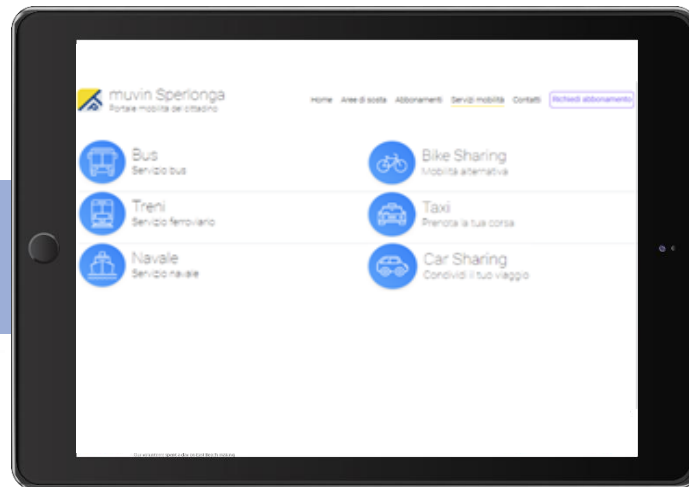 muvin Sperlonga
Portale mobilità del cittadino
Home Aree di sosta Abbonamenti Servizi mobilità Contatti Richiedi abbonamento
Bus
Servizio bus
Bike Sharing
Mobilità alternativa
Treni
Servizio ferroviario
Taxi
Prenota la tua corsa
Navale
Servizio navale
Car Sharing
Condividi il tuo viaggio